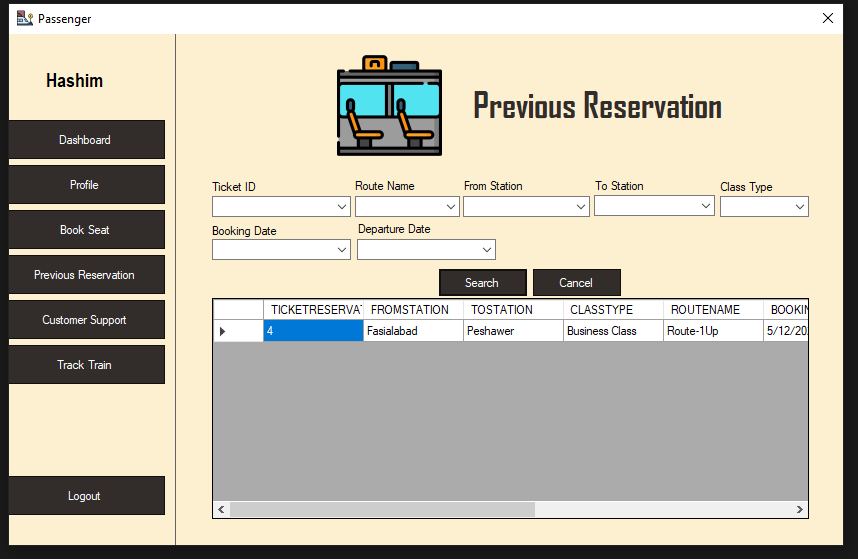 Passenger
Hashim
Dashboard
Profile
Book Seat
Previous Reservation
Customer Support
Track Train
Logout
Previous Reservation
Ticket ID Route Name From Station To Station Class Type
Booking Date Departure Date
Search Cancel
TICKETRESERVAT FROMSTATION TOSTATION CLASSTYPE ROUTENAME BOOKIN
4 Fasialabad Peshawer Business Class Route-1Up 5/12/20